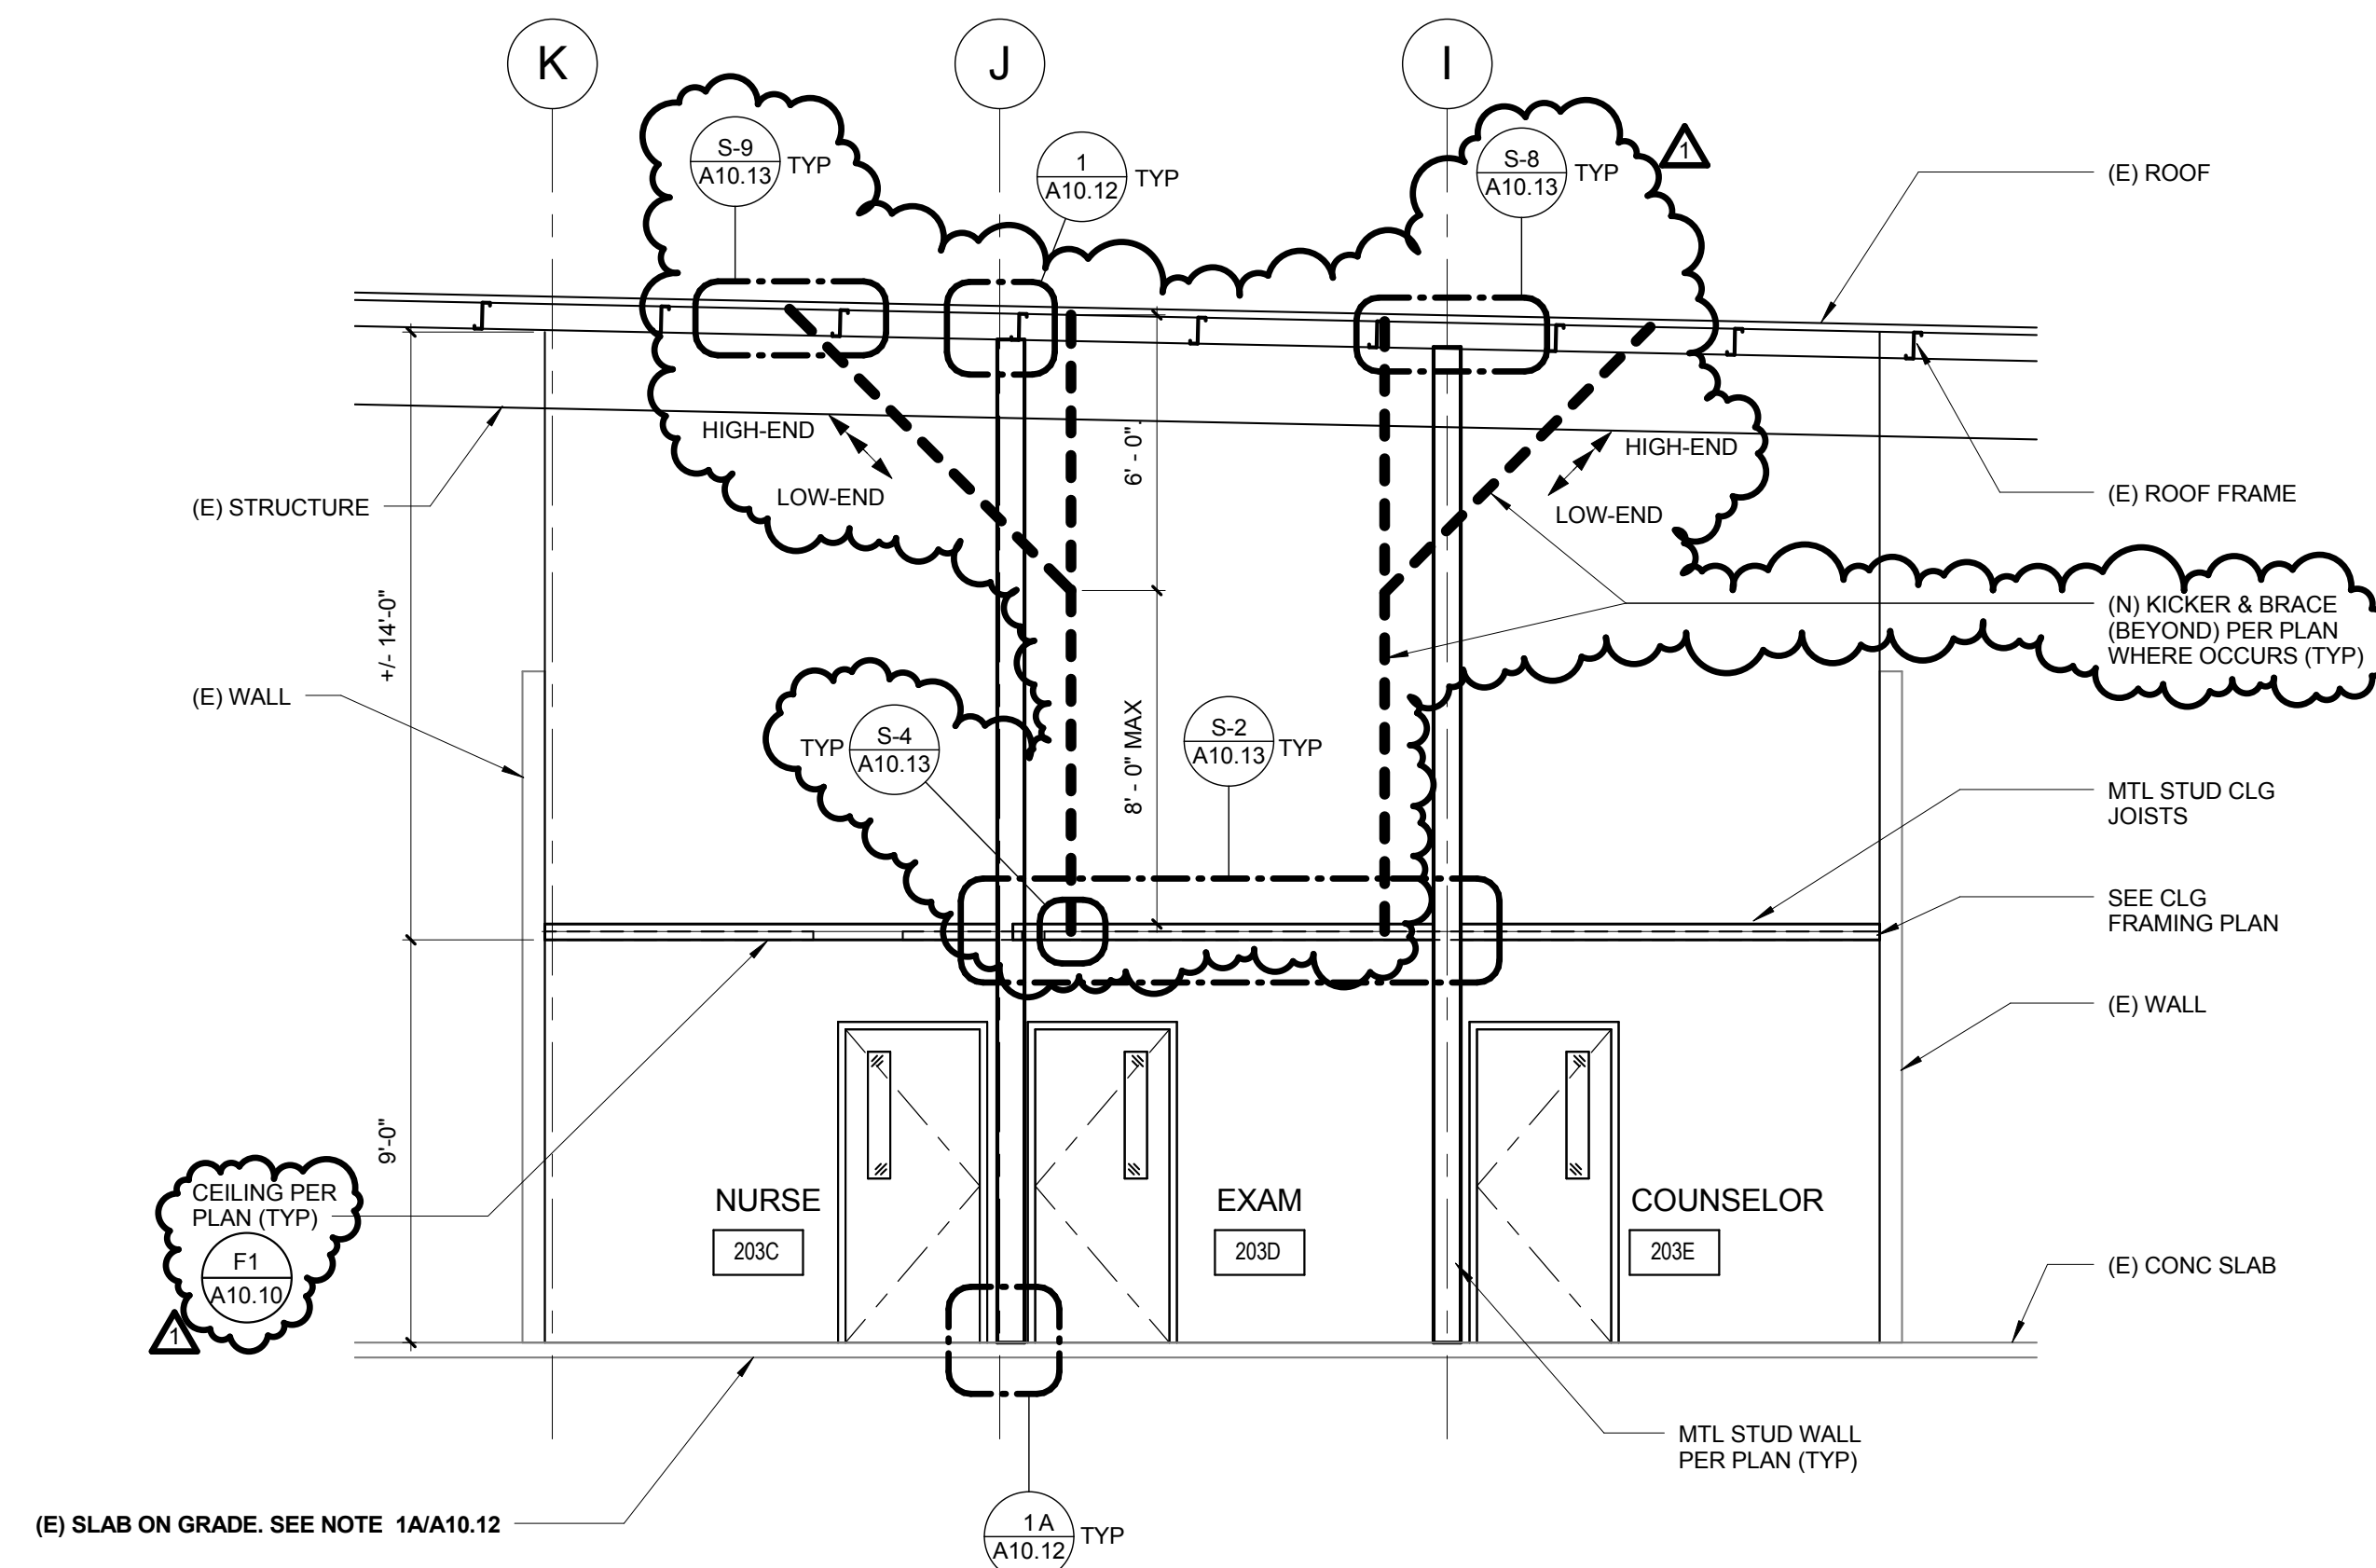 K
J
I
S-9
A10.13
TYP
1
A10.12
TYP
S-8
A10.13
TYP
1
(E) ROOF
HIGH-END
LOW-END
6' - 0".
HIGH-END
LOW-END
(E) STRUCTURE
(E) ROOF FRAME
+/- 14'-0"
(N) KICKER & BRACE
(BEYOND) PER PLAN
WHERE OCCURS (TYP)
(E) WALL
TYP
S-4
A10.13
8' - 0" MAX
S-2
A10.13
TYP
MTL STUD CLG
JOISTS
SEE CLG
FRAMING PLAN
(E) WALL
9'-0"
CEILING PER
PLAN (TYP)
F1
A10.10
1
NURSE
203C
EXAM
203D
COUNSELOR
203E
(E) CONC SLAB
MTL STUD WALL
PER PLAN (TYP)
(E) SLAB ON GRADE. SEE NOTE 1A/A10.12
1 A
A10.12
TYP